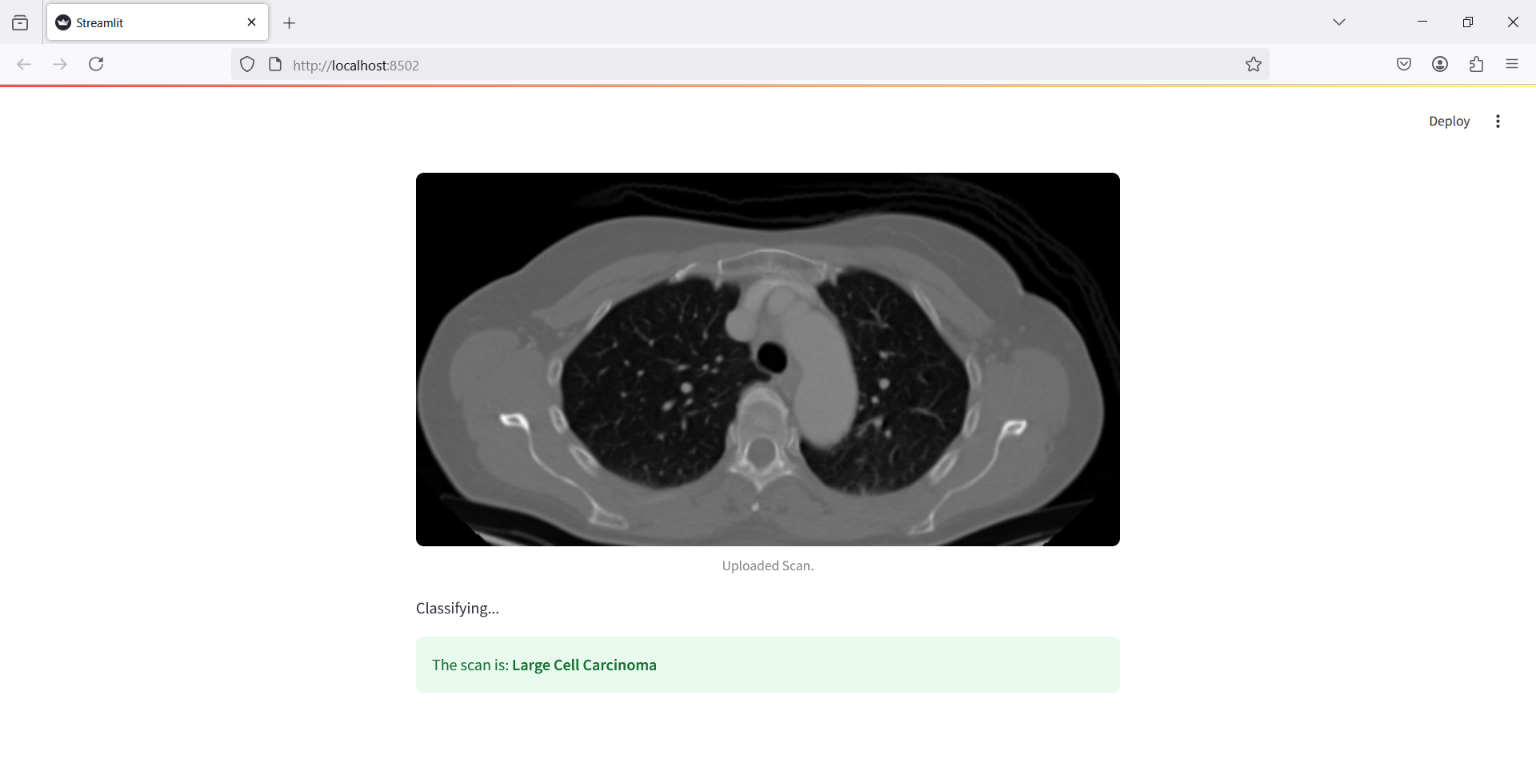 Streamlit
http://localhost:8502
Deploy
Uploaded Scan.
Classifying...
The scan is: Large Cell Carcinoma